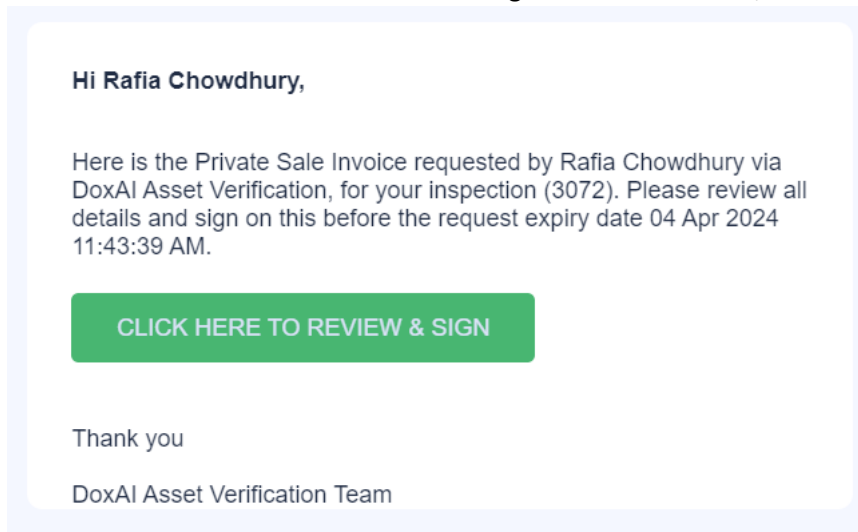 Hi Rafia Chowdhury,
Here is the Private Sale Invoice requested by Rafia Chowdhury via
DoxAI Asset Verification, for your inspection (3072). Please review all
details and sign on this before the request expiry date 04 Apr 2024
11:43:39 AM.
CLICK HERE TO REVIEW & SIGN
Thank you
DoxAI Asset Verification Team